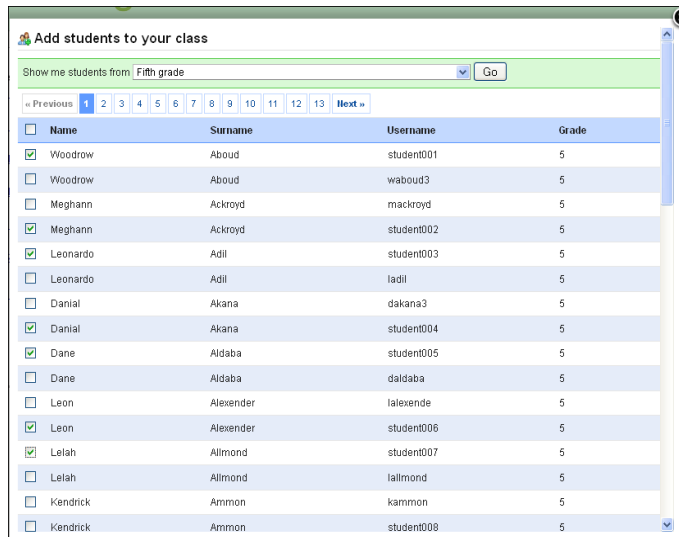 Add students to your class
Show me students from Fifth grade Go
« Previous 1 2 3 4 5 6 7 8 9 10 11 12 13 Next »
Name Surname Username Grade
Woodrow Aboud student001 5
Woodrow Aboud waboud3 5
Meghann Ackroyd mackroyd 5
Meghann Ackroyd student002 5
Leonardo Adil student003 5
Leonardo Adil ladil 5
Danial Akana dakana3 5
Danial Akana student004 5
Dane Aldaba student005 5
Dane Aldaba daldaba 5
Leon Alexender lalexende 5
Leon Alexender student006 5
Lelah Allmond student007 5
Lelah Allmond lallmond 5
Kendrick Ammon kammon 5
Kendrick Ammon student008 5